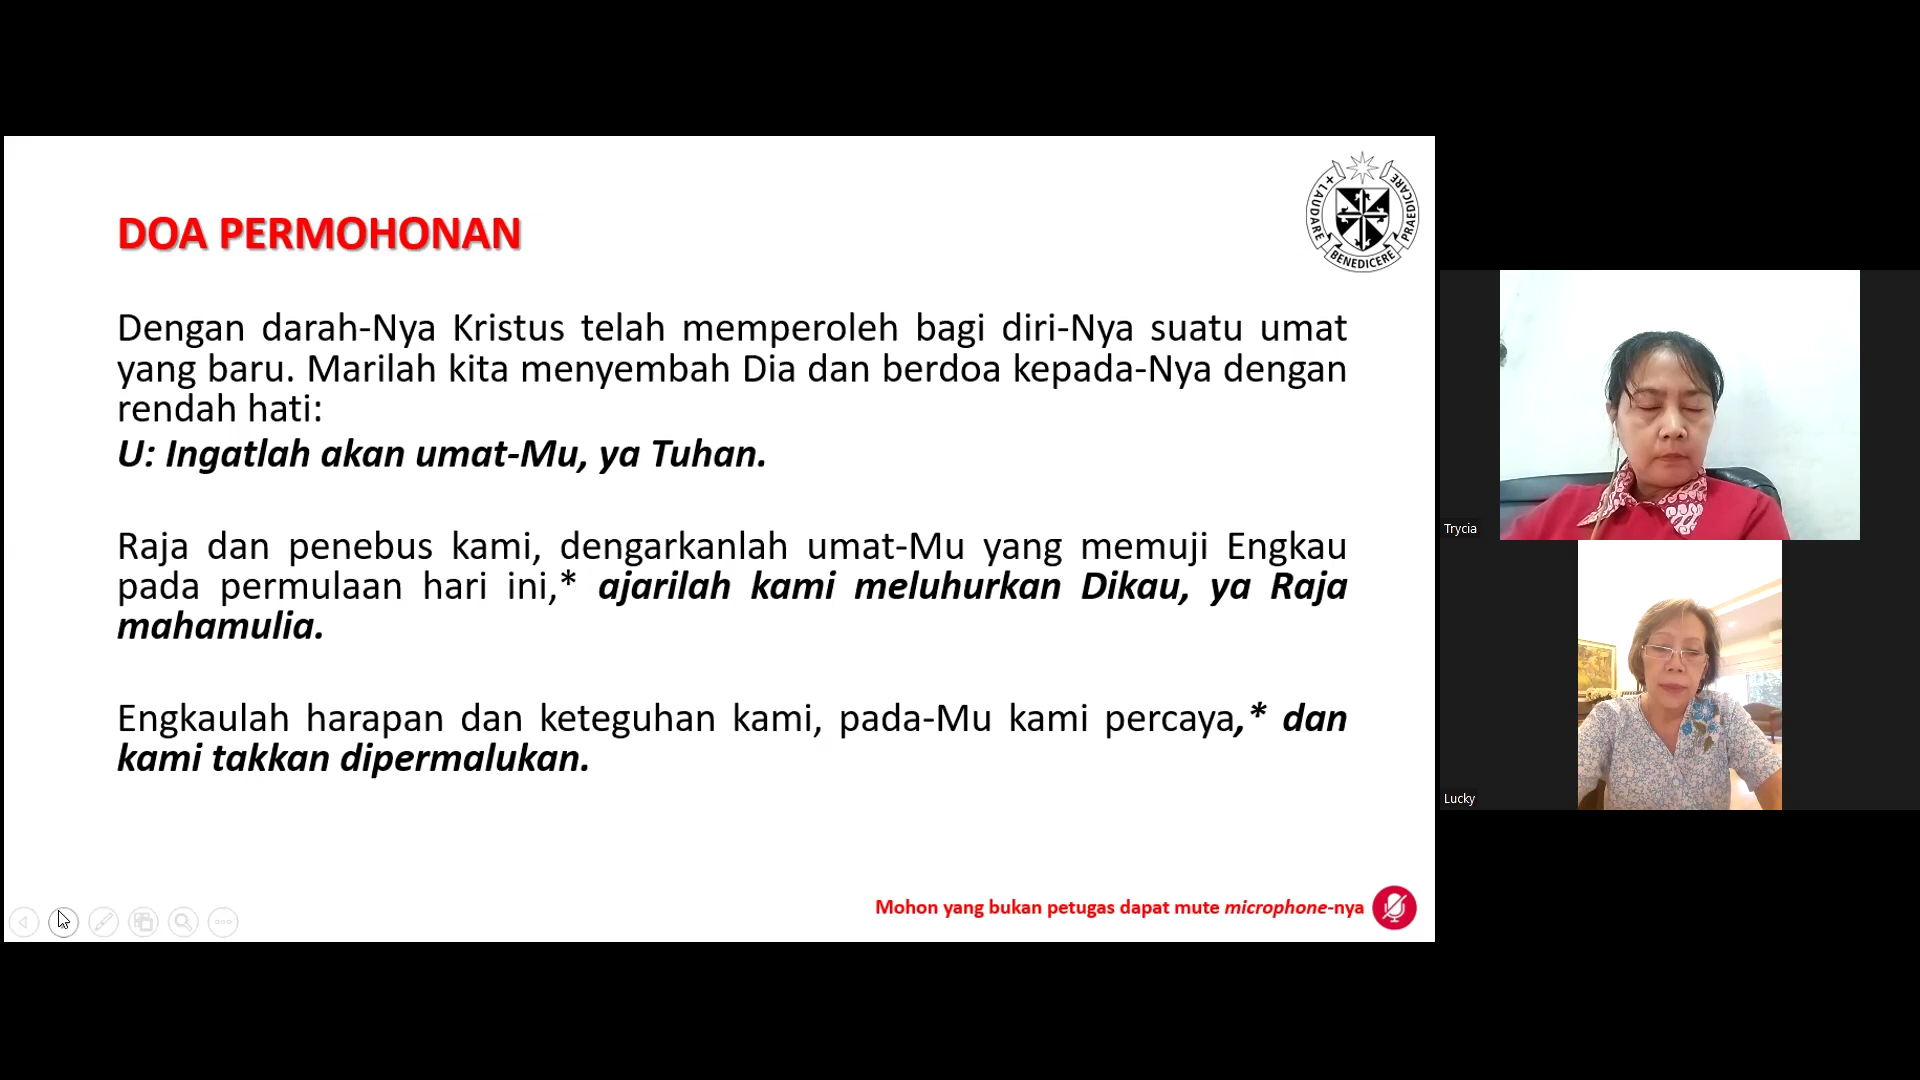 DOA PERMOHONAN
+ LAUDARE
BENEDICERE
PRAEDICARE
Dengan darah-Nya Kristus telah memperoleh bagi diri-Nya suatu umat
yang baru. Marilah kita menyembah Dia dan berdoa kepada-Nya dengan
rendah hati:
U: Ingatlah akan umat-Mu, ya Tuhan.
Raja dan penebus kami, dengarkanlah umat-Mu yang memuji Engkau
pada permulaan hari ini,* ajarilah kami meluhurkan Dikau, ya Raja
mahamulia.
Engkaulah harapan dan keteguhan kami, pada-Mu kami percaya,* dan
kami takkan dipermalukan.
Mohon yang bukan petugas dapat mute microphone-nya
Trycia
Lucky